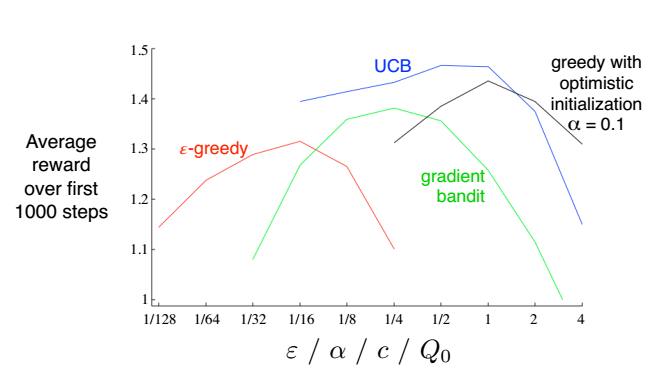 1.5
1.4
1.3
1.2
1.1
1
Average
reward
over first
1000 steps
ε-greedy
UCB
gradient
bandit
greedy with
optimistic
initialization
α = 0.1
1/128 1/64 1/32 1/16 1/8 1/4 1/2 1 2 4
ε / α / c / Q₀